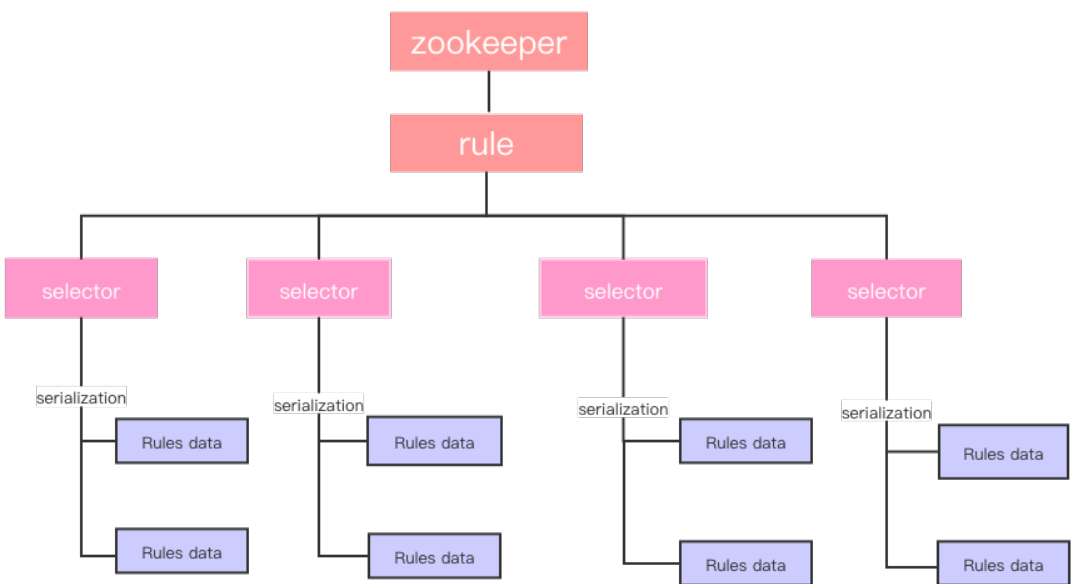 zookeeper
rule
selector
selector
selector
selector
serialization
serialization
serialization
serialization
Rules data
Rules data
Rules data
Rules data
Rules data
Rules data
Rules data
Rules data